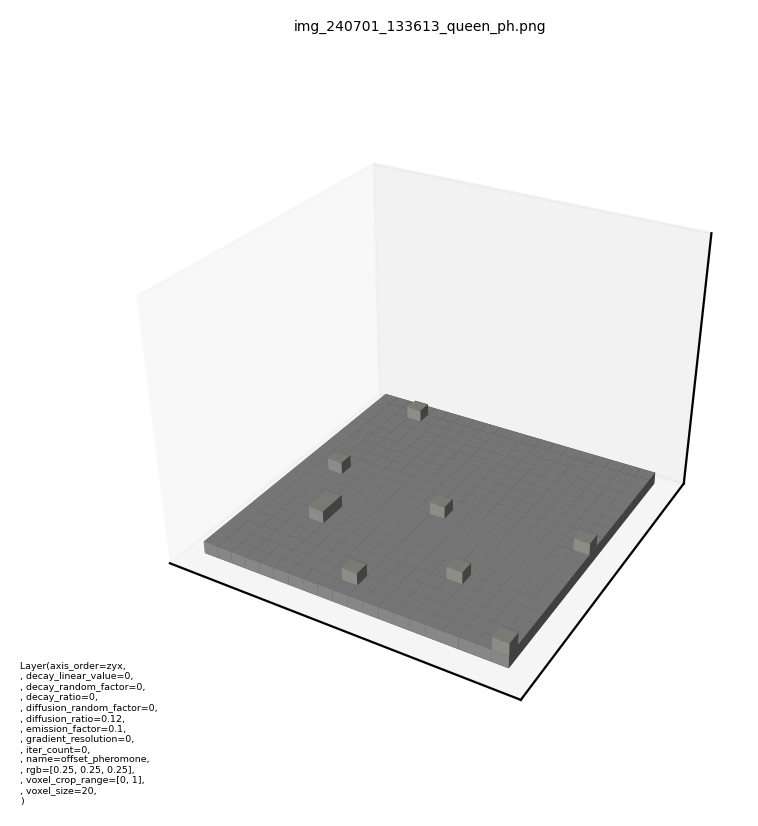 img_240701_133613_queen_ph.png
Layer(axis_order=zyx,
, decay_linear_value=0,
, decay_random_factor=0,
, decay_ratio=0,
, diffusion_random_factor=0,
, diffusion_ratio=0.12,
, emission_factor=0.1,
, gradient_resolution=0,
, iter_count=0,
, name=offset_pheromone,
, rgb=[0.25, 0.25, 0.25],
, voxel_crop_range=[0, 1],
, voxel_size=20,
)